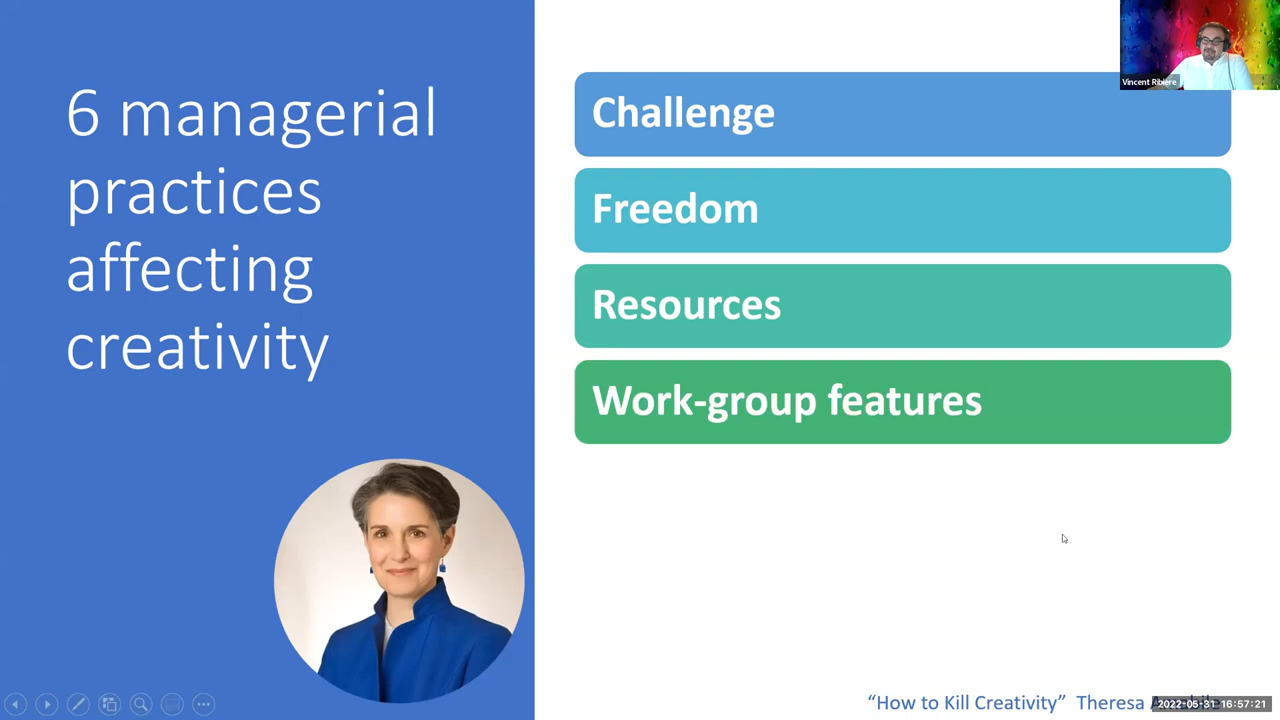 6 managerial
practices
affecting
creativity
Challenge
Freedom
Resources
Work-group features
Vincent Ribiere
“How to Kill Creativity” Theresa
2022-05-31 16:57:21